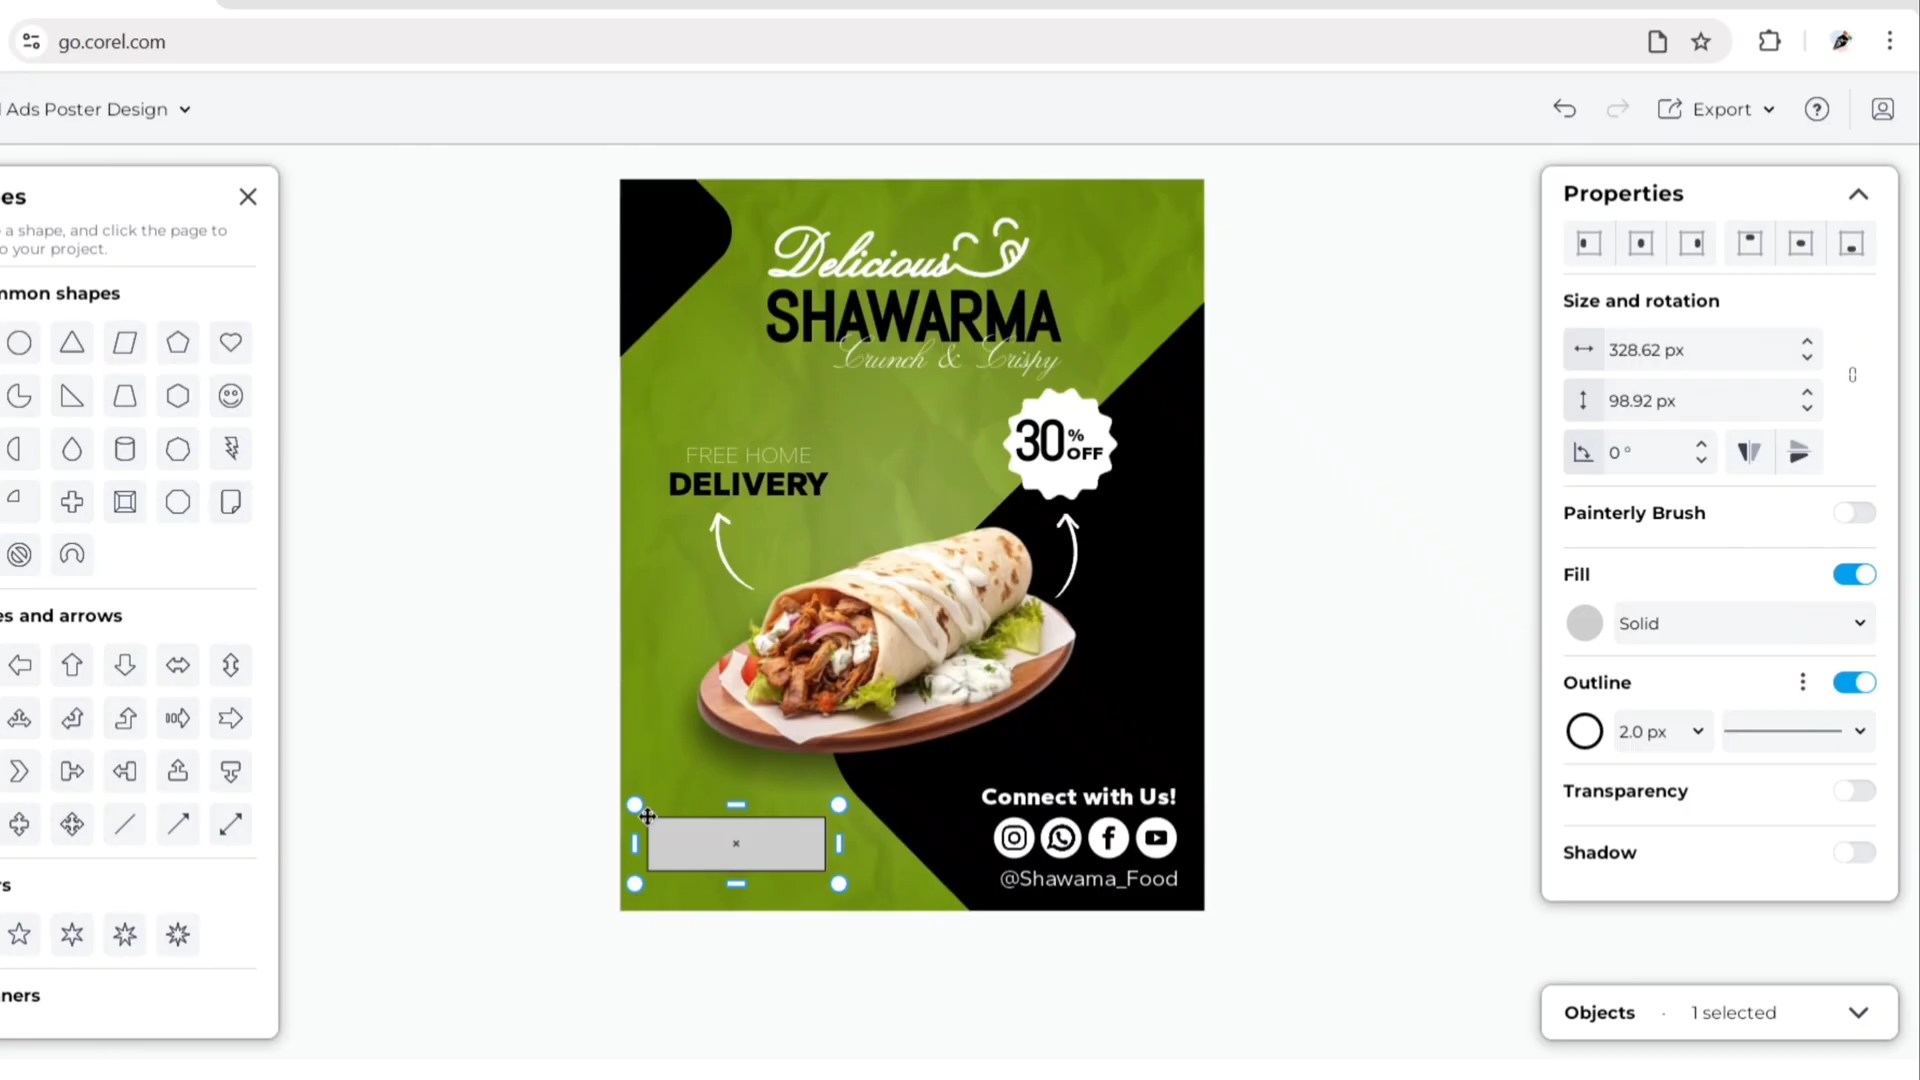 go.corel.com
l Ads Poster Design
Export
es
a shape, and click the page to
o your project.
mmon shapes
es and arrows
rs
ners
Delicious
SHAWARMA
Crunch & Crispy
30%
OFF
FREE HOME
DELIVERY
Connect with Us!
@Shawama_Food
Properties
Size and rotation
328.62 px
98.92 px
0 °
Painterly Brush
Fill
Solid
Outline
2.0 px
Transparency
Shadow
Objects · 1 selected